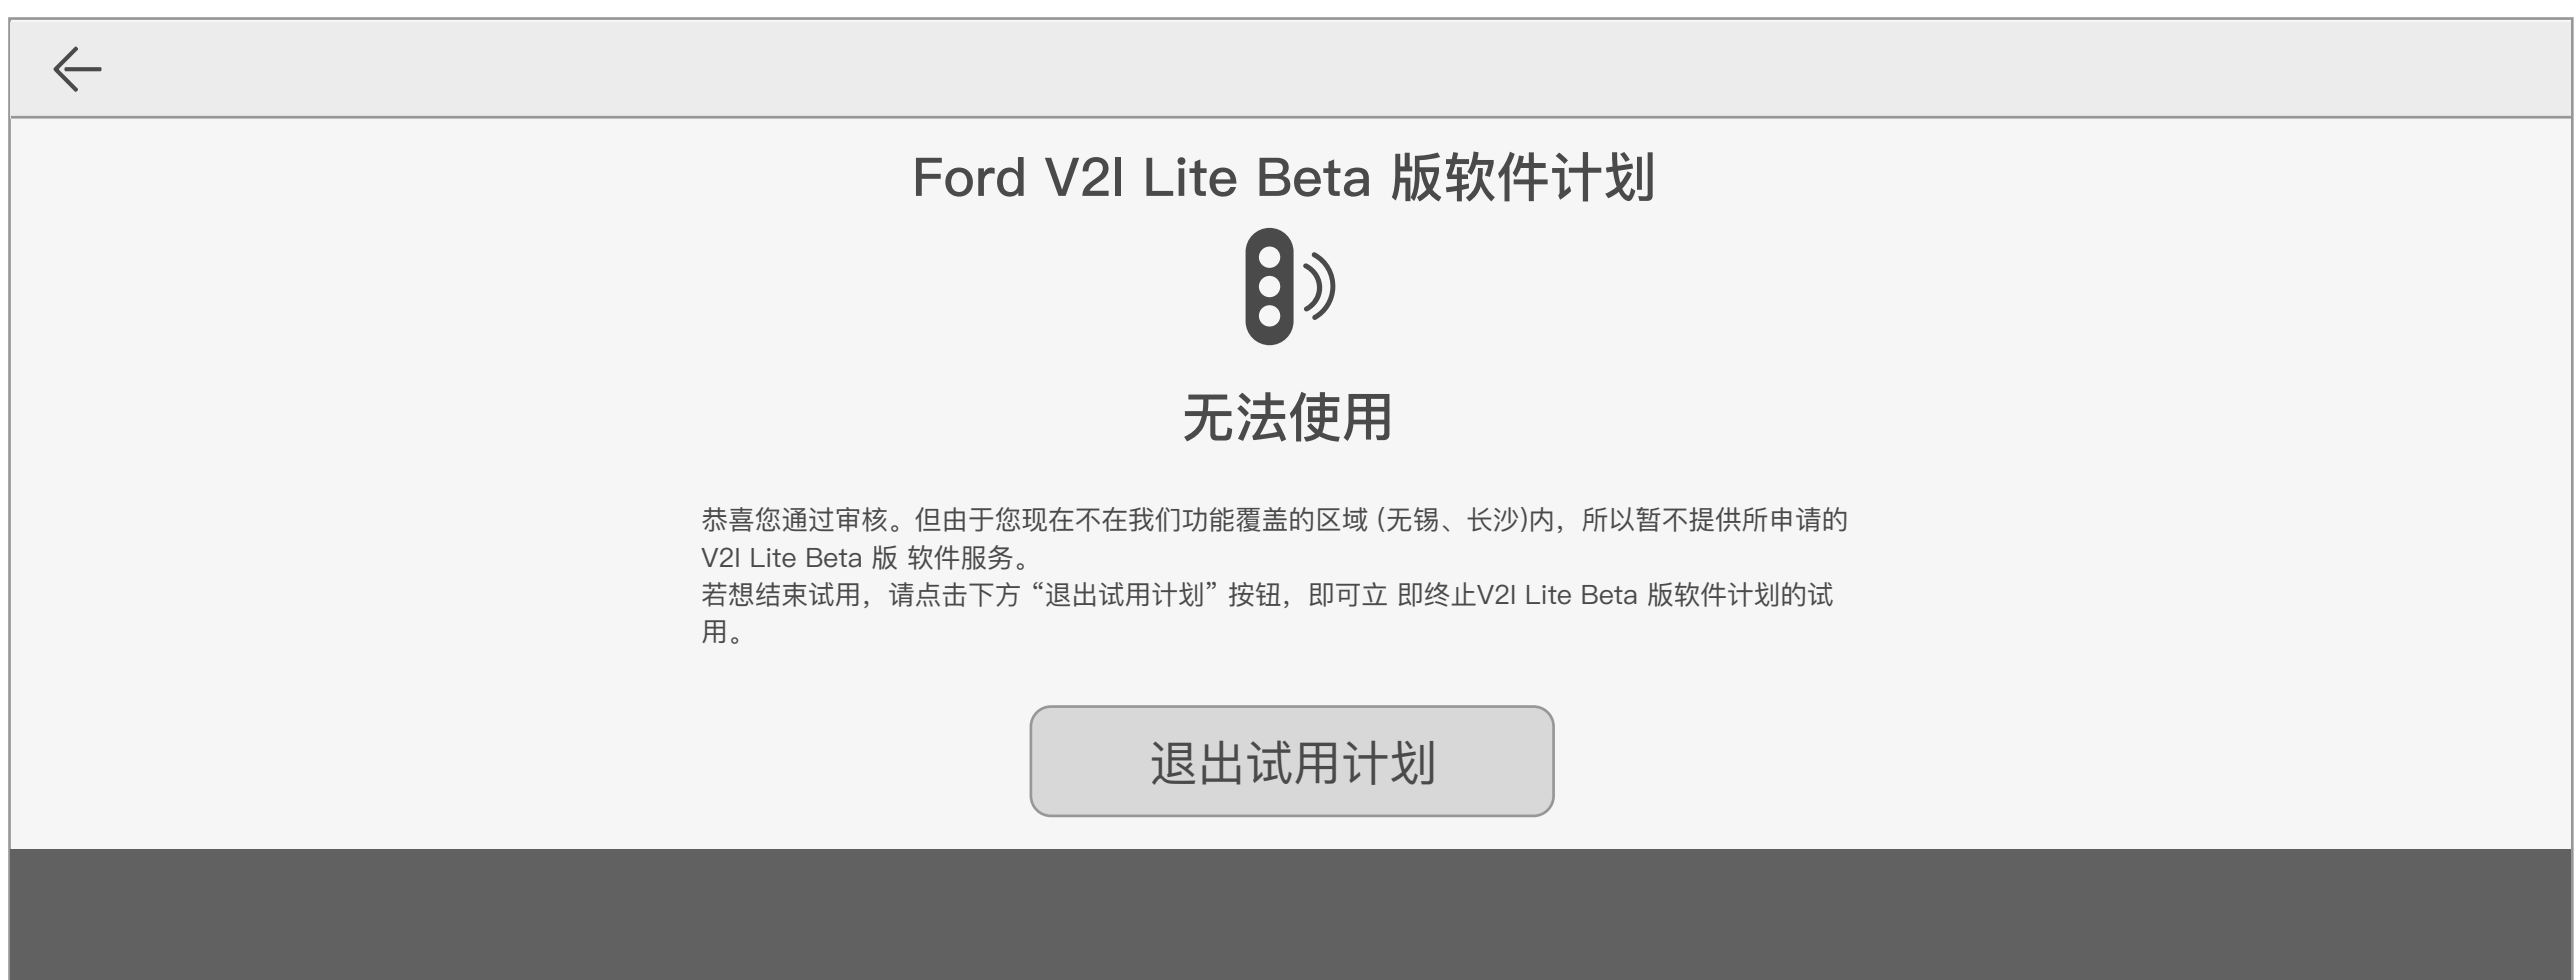 Ford V2I Lite Beta 版软件计划
无法使用
恭喜您通过审核。但由于您现在不在我们功能覆盖的区域 (无锡、长沙)内，所以暂不提供所申请的
V2I Lite Beta 版 软件服务。
若想结束试用，请点击下方 “退出试用计划” 按钮，即可立 即终止V2I Lite Beta 版软件计划的试
用。
退出试用计划